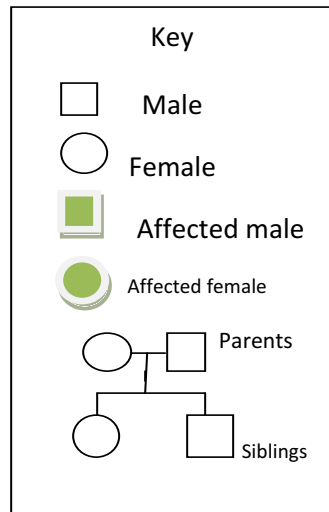 Key
Male
Female
Affected male
Affected female
Parents
Siblings